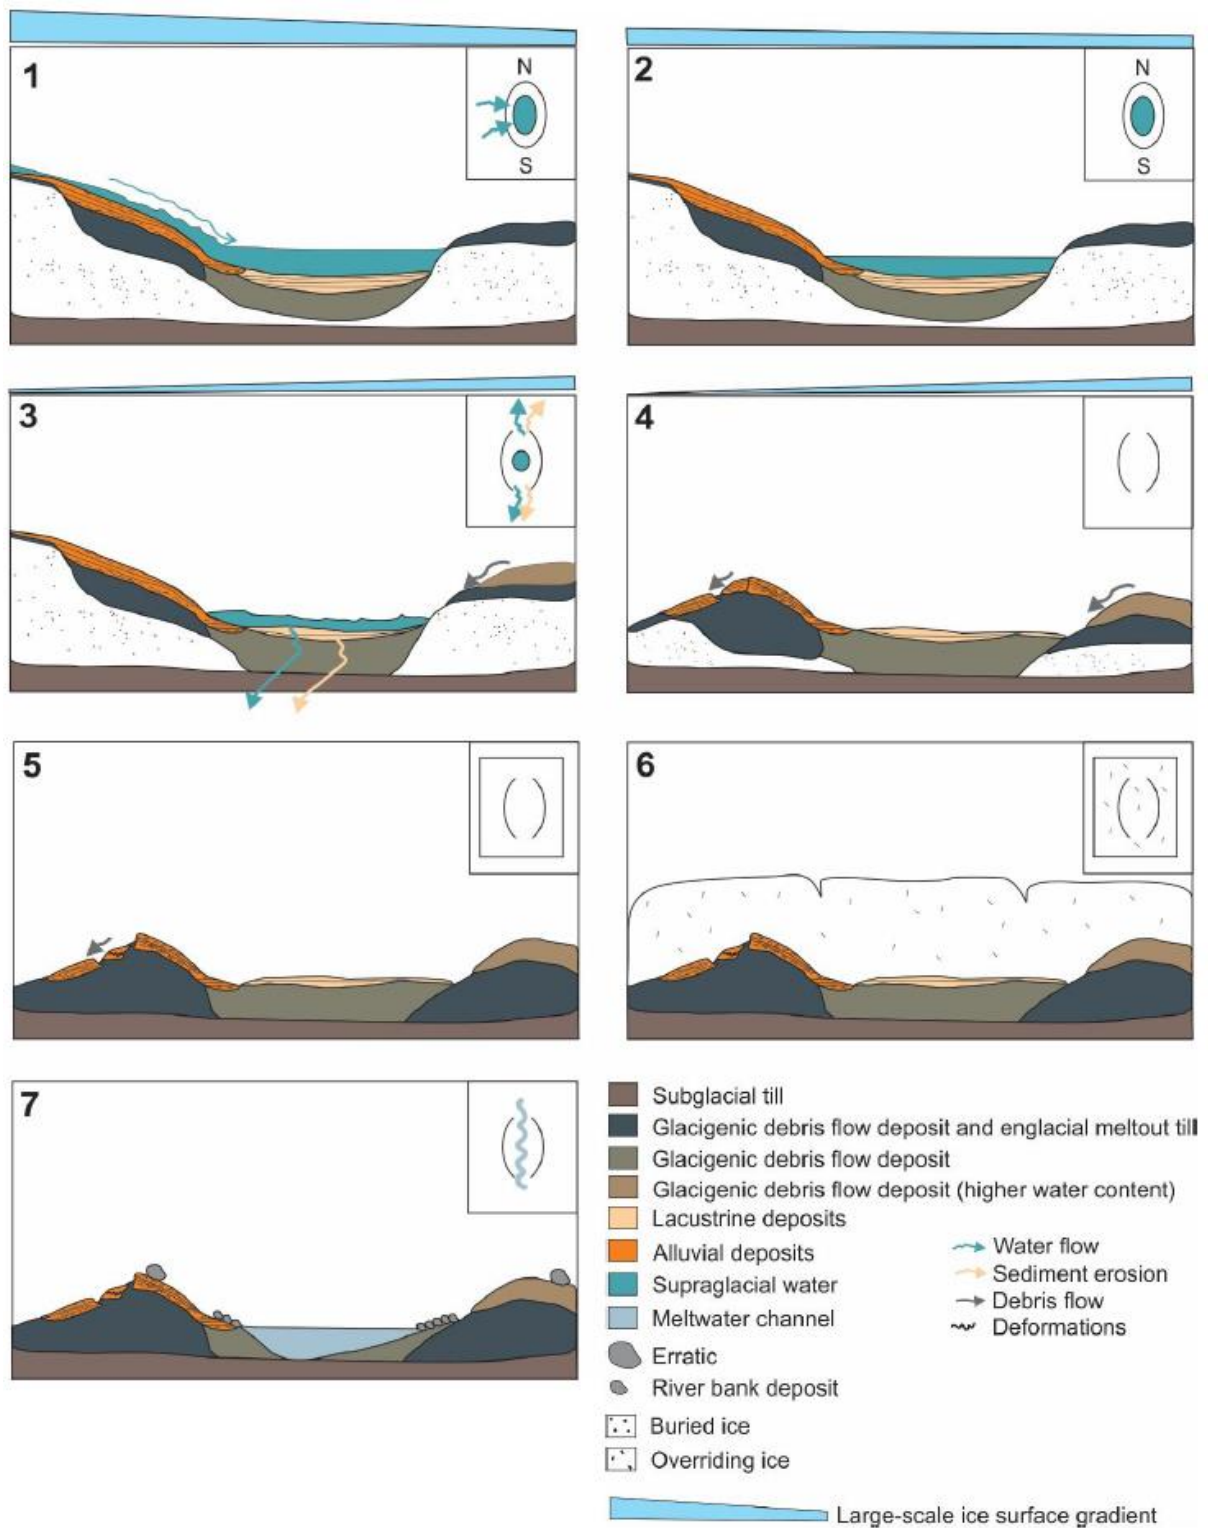 1
N
S
2
N
S
3
4
5
6
7
Subglacial till
Glacigenic debris flow deposit and englacial meltout till
Glacigenic debris flow deposit
Glacigenic debris flow deposit (higher water content)
Lacustrine deposits
Alluvial deposits
Supraglacial water
Meltwater channel
Erratic
River bank deposit
Buried ice
Overriding ice
Water flow
Sediment erosion
Debris flow
Deformations
Large-scale ice surface gradient